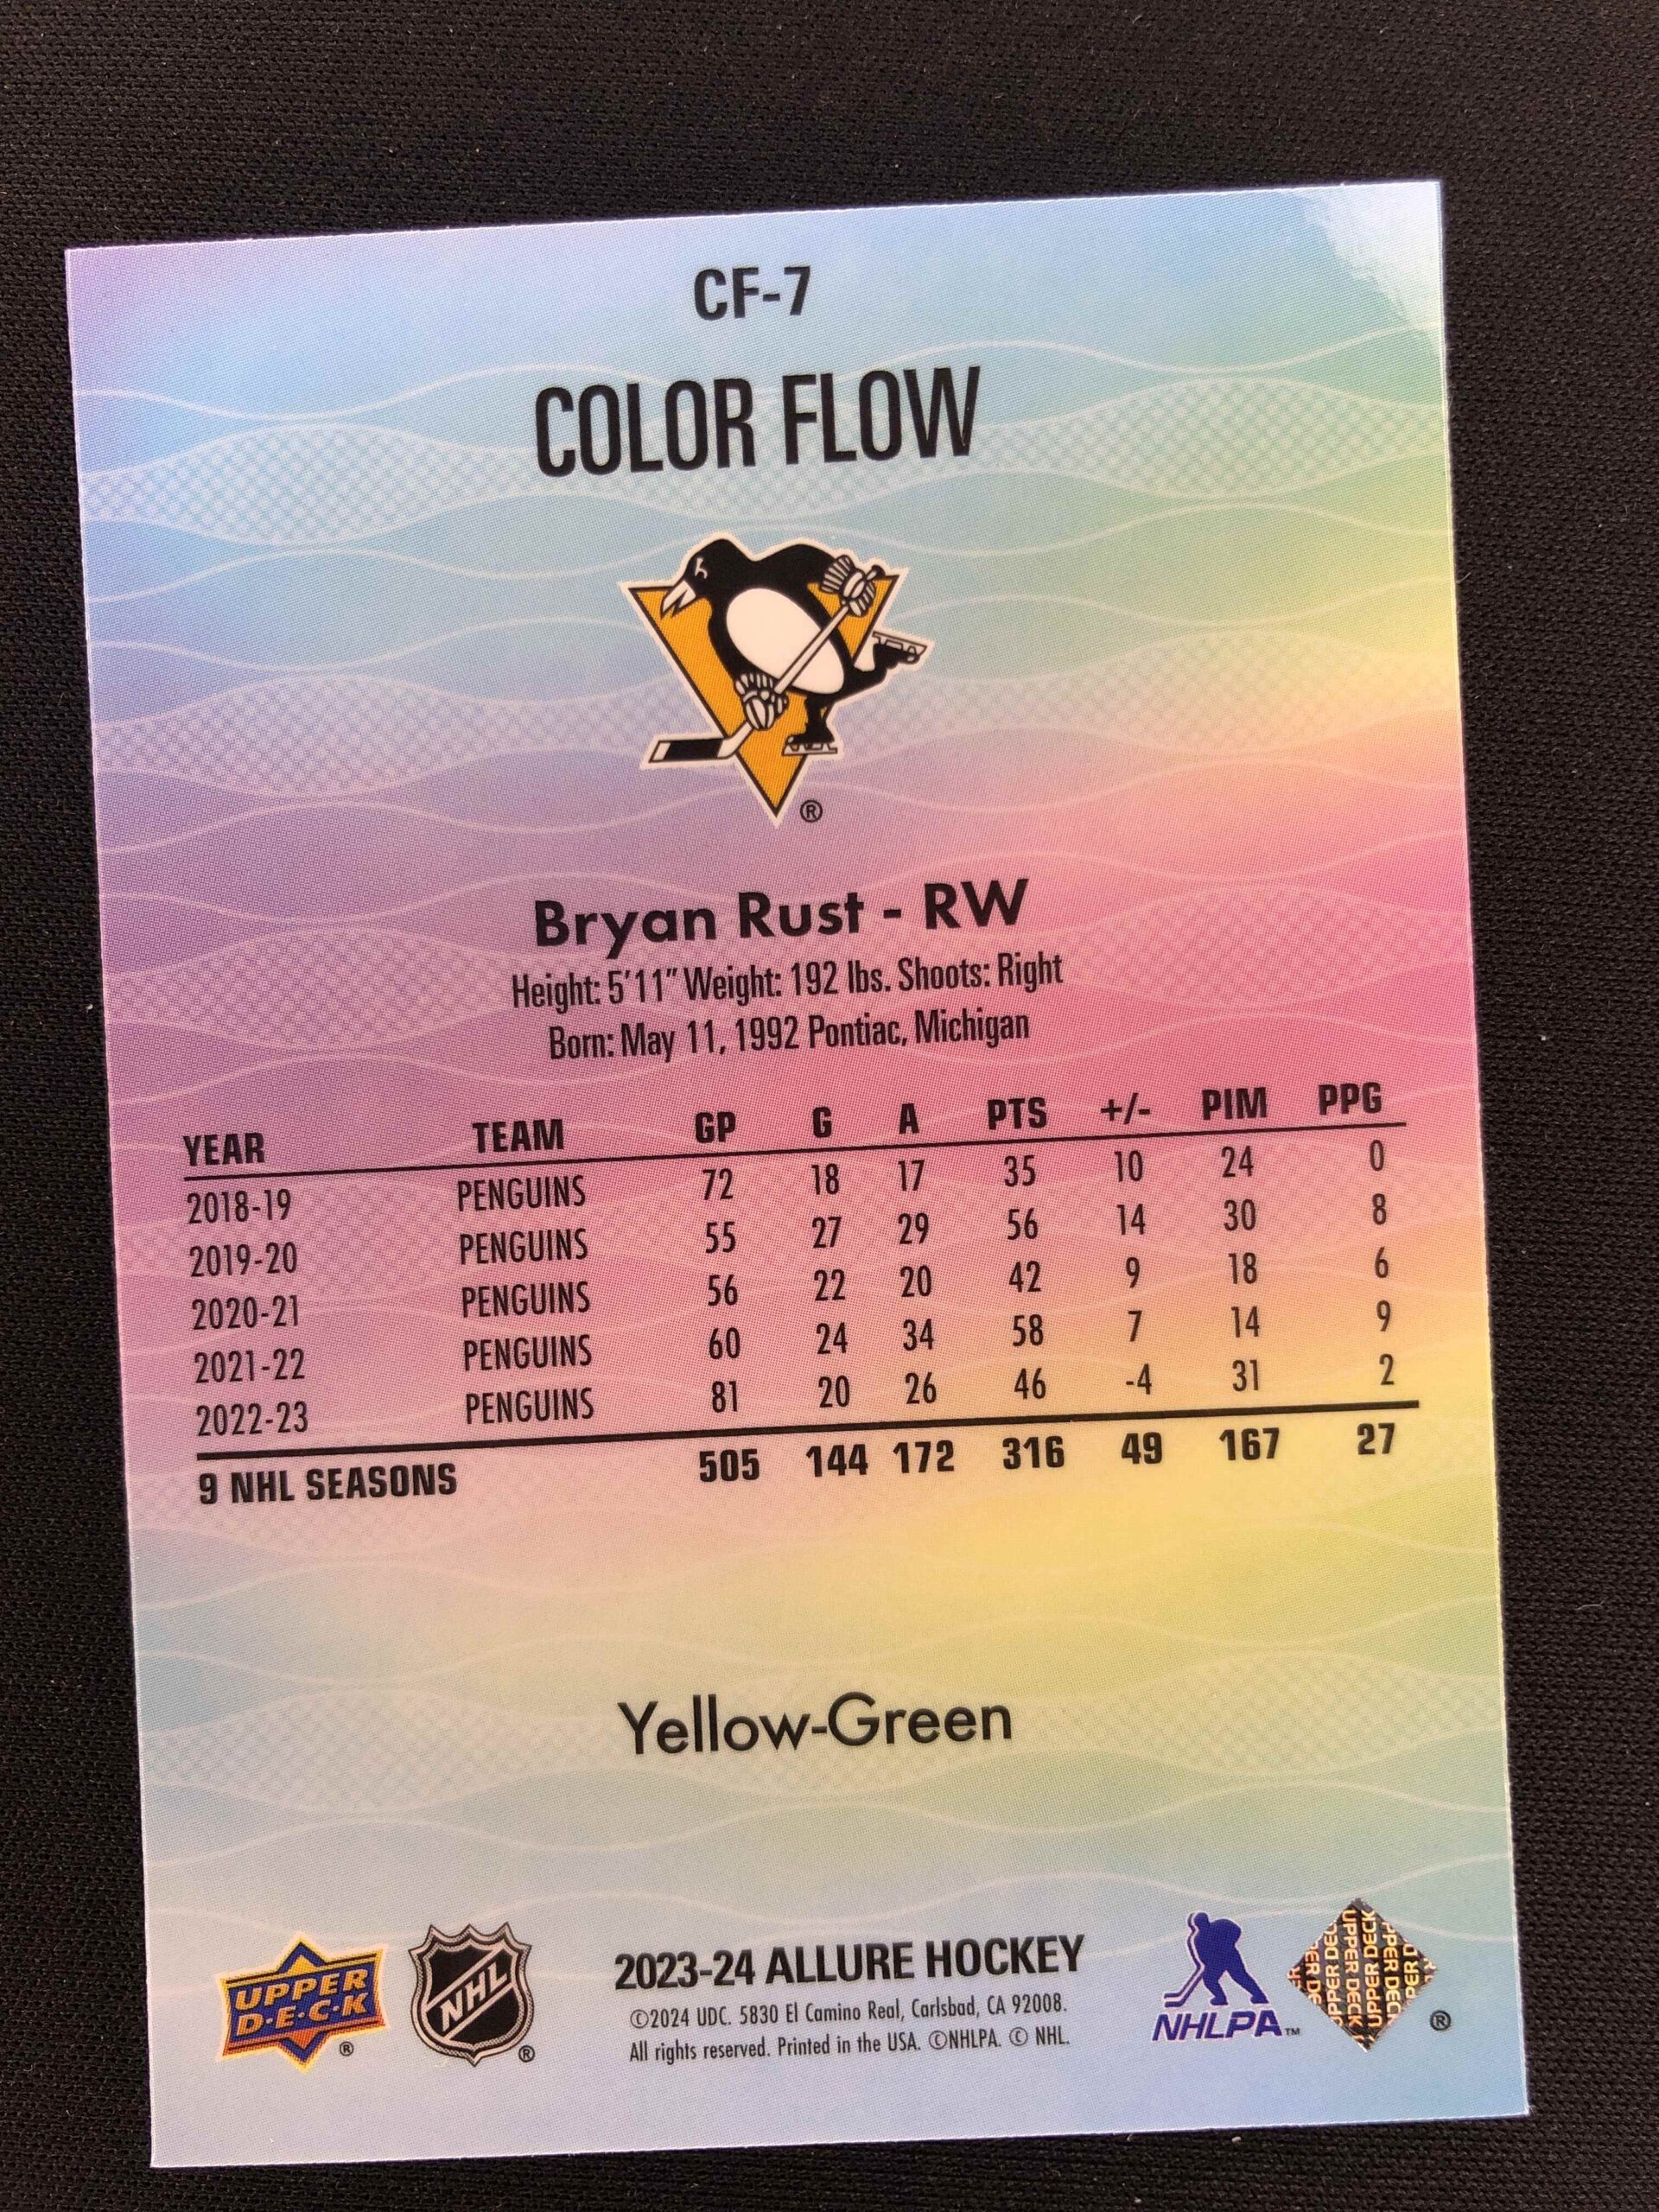 CF-7
COLOR FLOW
®
Bryan Rust - RW
Height: 5'11" Weight: 192 lbs. Shoots: Right
Born: May 11, 1992 Pontiac, Michigan
YEAR TEAM GP G A PTS +/- PIM PPG
2018-19 PENGUINS 72 18 17 35 10 24 0
2019-20 PENGUINS 55 27 29 56 14 30 8
2020-21 PENGUINS 56 22 20 42 9 18 6
2021-22 PENGUINS 60 24 34 58 7 14 9
2022-23 PENGUINS 81 20 26 46 -4 31 2
9 NHL SEASONS 505 144 172 316 49 167 27
Yellow-Green
UPPER
D·E·C·K
®
NHL
®
2023-24 ALLURE HOCKEY
©2024 UDC. 5830 El Camino Real, Carlsbad, CA 92008.
All rights reserved. Printed in the USA. ©NHLPA. © NHL.
NHLPA™
UPPER DECK
®